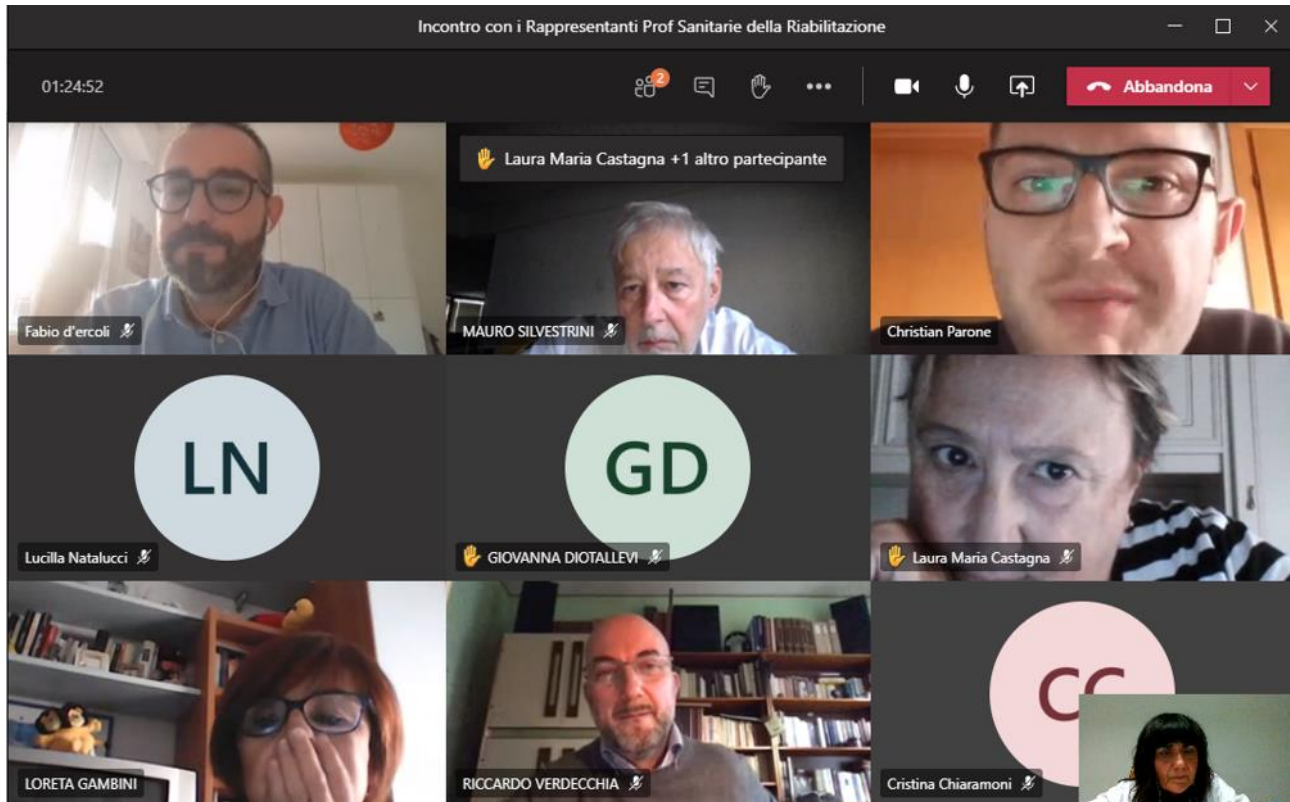 Incontro con i Rappresentanti Prof Sanitarie della Riabilitazione
01:24:52
2
Abbandona
Laura Maria Castagna +1 altro partecipante
Fabio d'ercoli
MAURO SILVESTRINI
Christian Parone
LN
GD
Lucilla Natalucci
GIOVANNA DIOTALLEVI
Laura Maria Castagna
CC
LORETA GAMBINI
RICCARDO VERDECCHIA
Cristina Chiaramoni